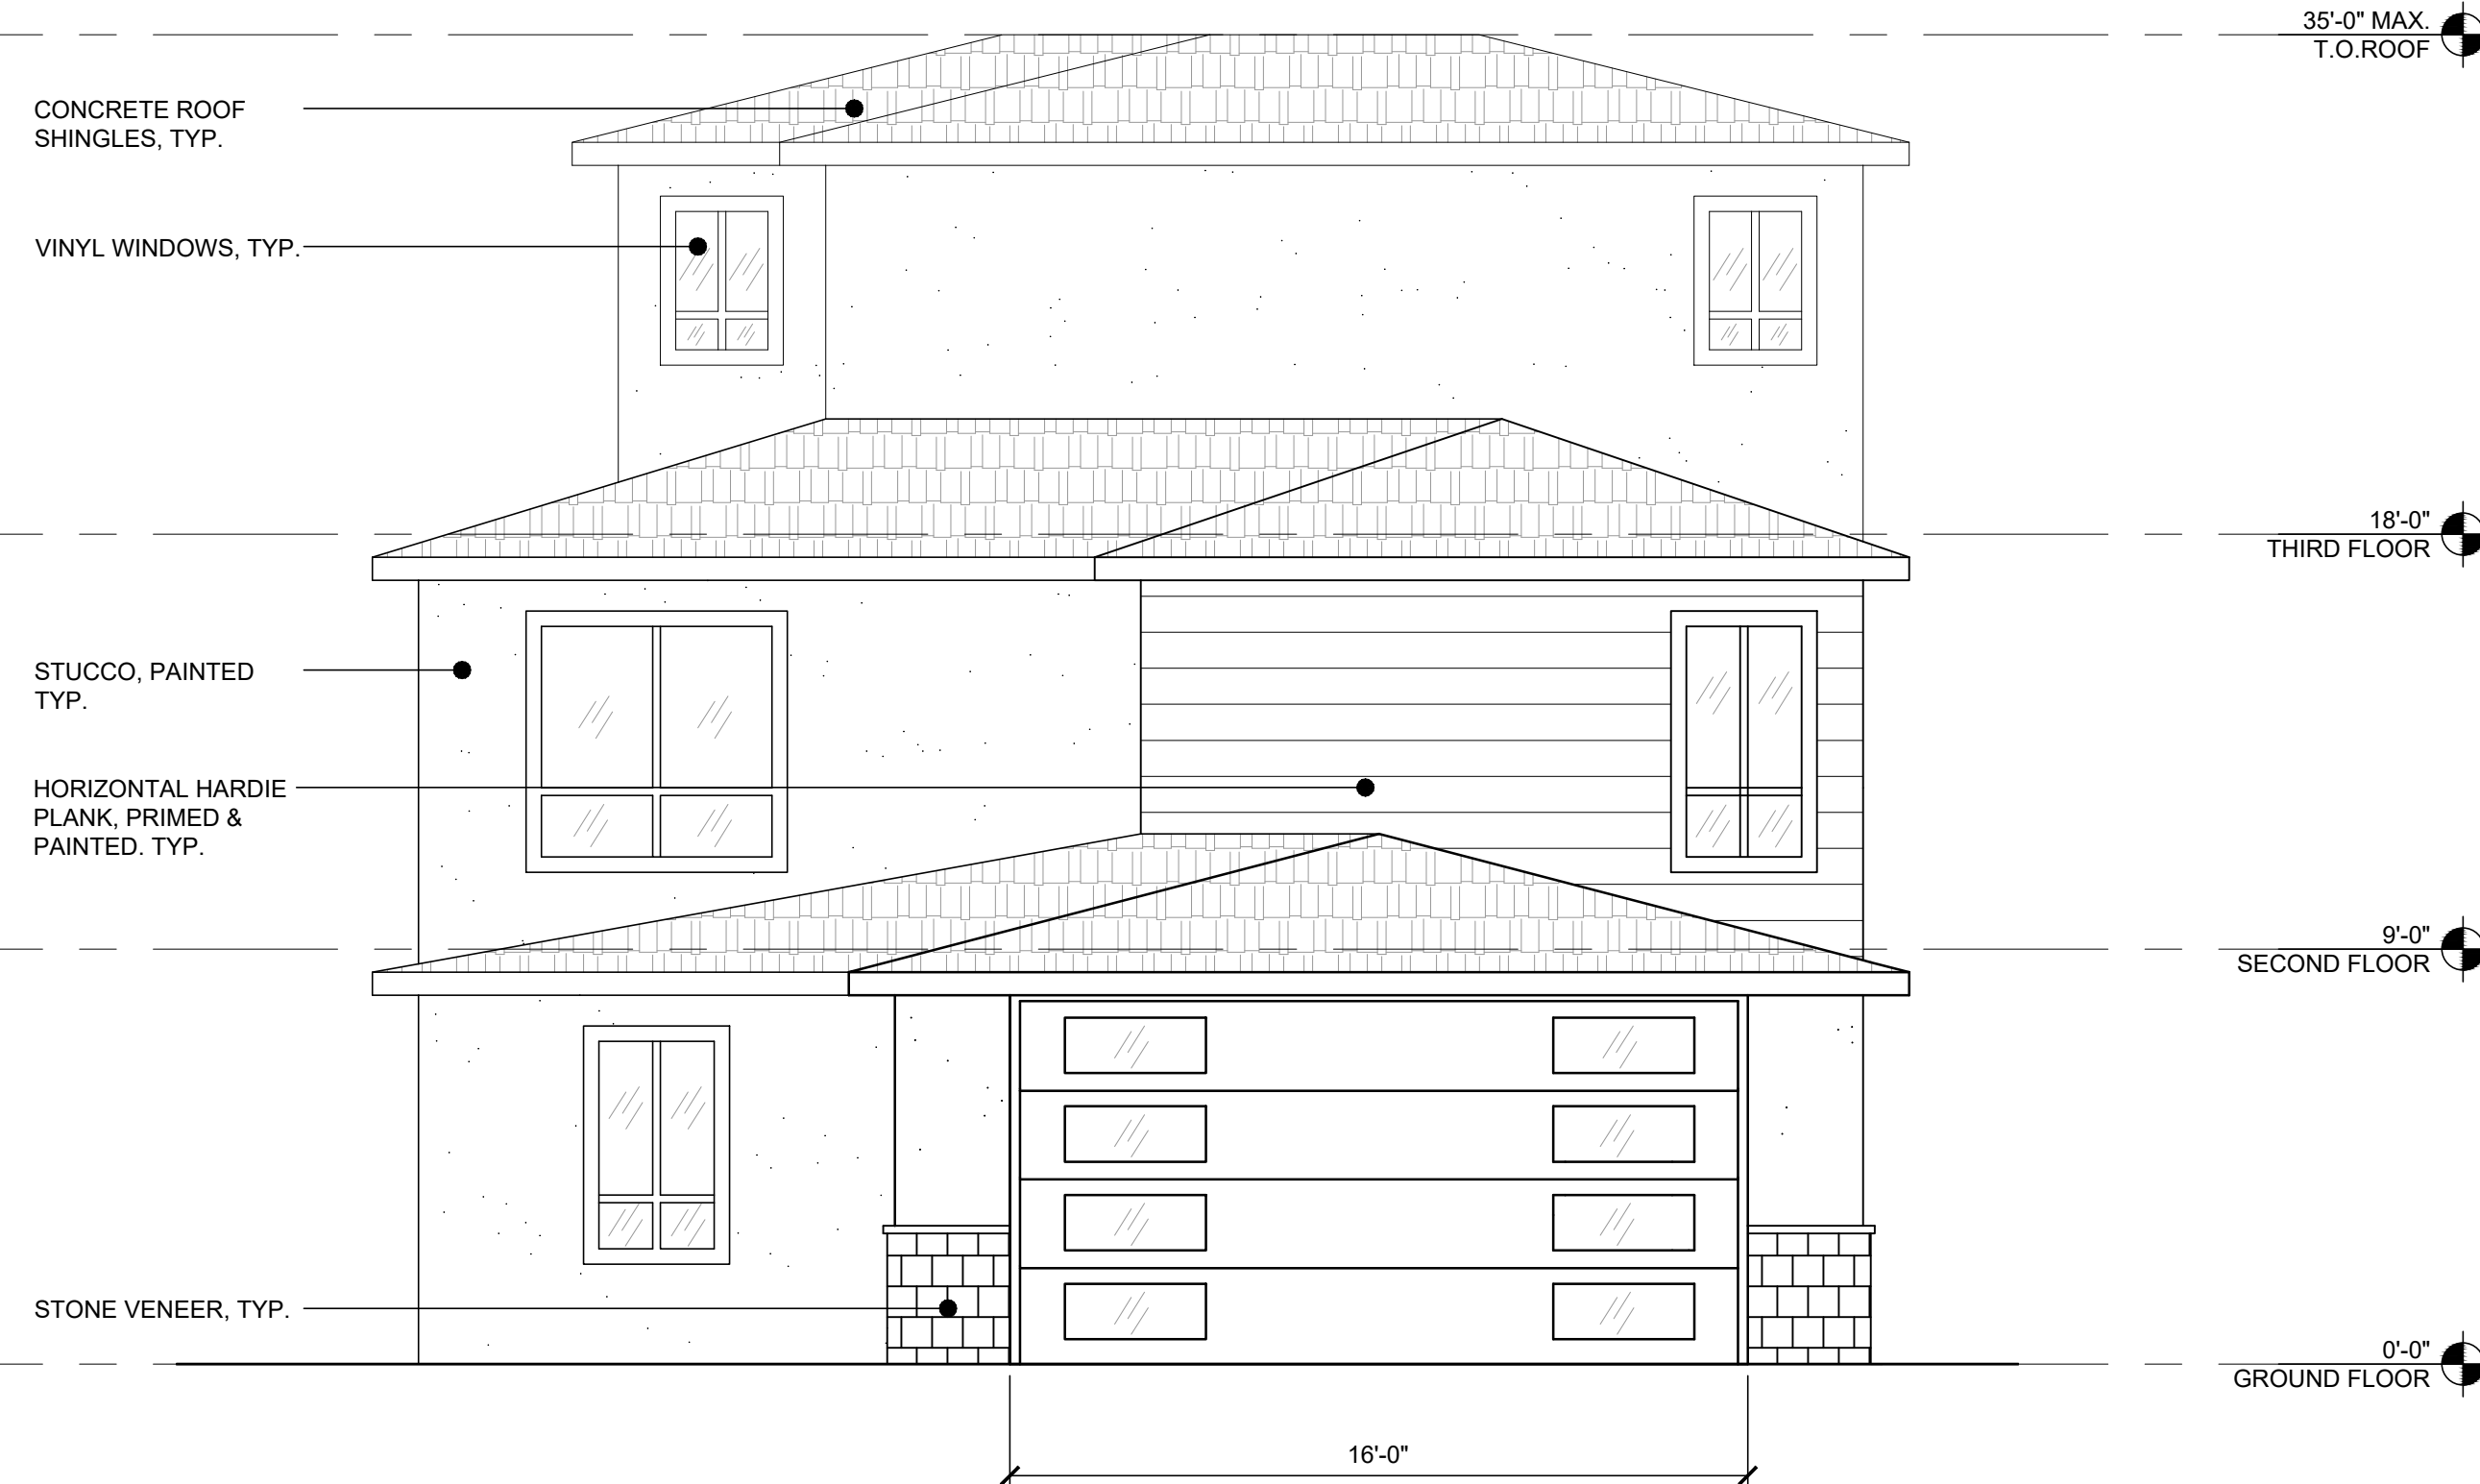 35'-0" MAX.
T.O.ROOF
CONCRETE ROOF
SHINGLES, TYP.
VINYL WINDOWS, TYP.
18'-0"
THIRD FLOOR
STUCCO, PAINTED
TYP.
HORIZONTAL HARDIE
PLANK, PRIMED &
PAINTED. TYP.
9'-0"
SECOND FLOOR
STONE VENEER, TYP.
0'-0"
GROUND FLOOR
16'-0"